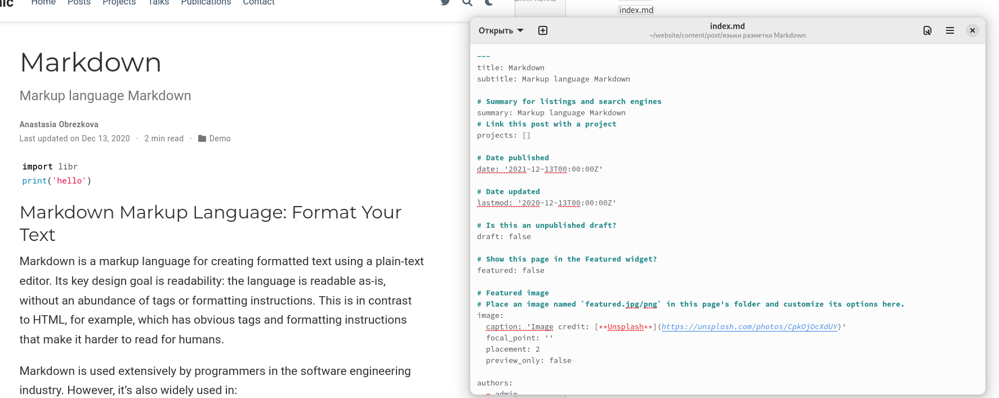 Home Posts Projects Talks Publications Contact
Markdown
Markup language Markdown
Anastasia Obrezkova
Last updated on Dec 13, 2020 · 2 min read · Demo
import libr
print('hello')
Markdown Markup Language: Format Your
Text
Markdown is a markup language for creating formatted text using a plain-text
editor. Its key design goal is readability: the language is readable as-is,
without an abundance of tags or formatting instructions. This is in contrast
to HTML, for example, which has obvious tags and formatting instructions
that make it harder to read for humans.
Markdown is used extensively by programmers in the software engineering
industry. However, it's also widely used in:
index.md
Открыть
index.md
~/website/content/post/языки разметки Markdown
---
title: Markdown
subtitle: Markup language Markdown
# Summary for listings and search engines
summary: Markup language Markdown
# Link this post with a project
projects: []
# Date published
date: '2021-12-13T00:00:00Z'
# Date updated
lastmod: '2020-12-13T00:00:00Z'
# Is this an unpublished draft?
draft: false
# Show this page in the Featured widget?
featured: false
# Featured image
# Place an image named `featured.jpg/png` in this page's folder and customize its options here.
image:
caption: 'Image credit: [**Unsplash**](https://unsplash.com/photos/CpkOjOcXdUY)'
focal_point: ''
placement: 2
preview_only: false
authors:
- admin